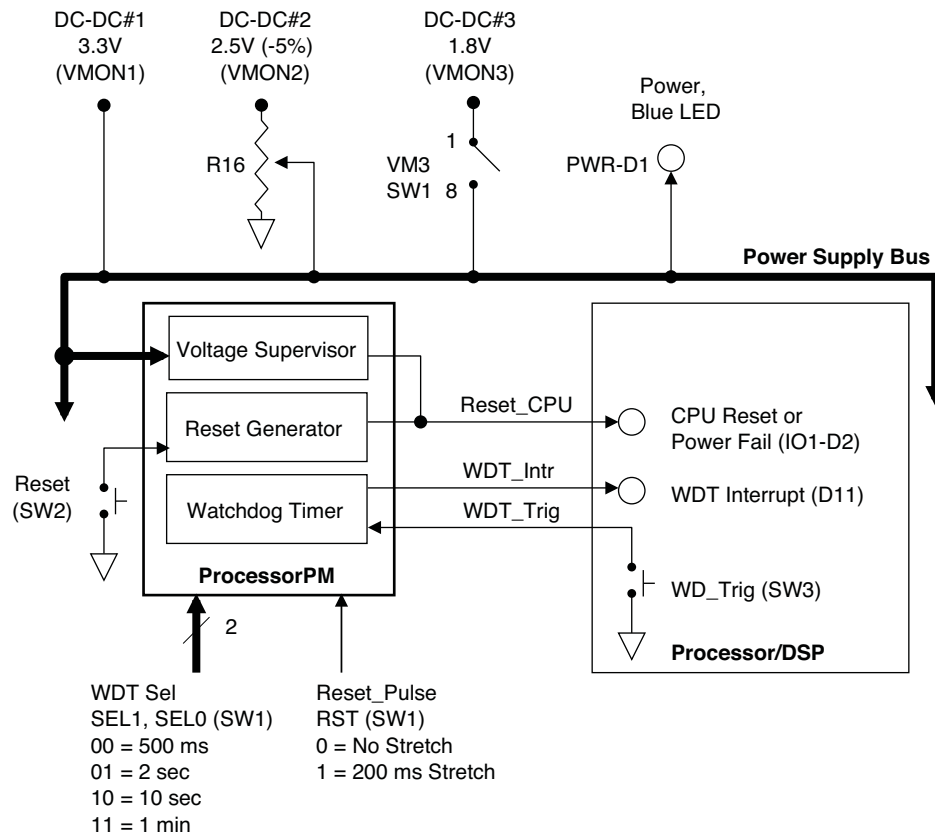 DC-DC#1
3.3V
(VMON1)
DC-DC#2
2.5V (-5%)
(VMON2)
DC-DC#3
1.8V
(VMON3)
Power,
Blue LED
R16
1
VM3
SW1
8
PWR-D1
Power Supply Bus
Voltage Supervisor
Reset Generator
Watchdog Timer
ProcessorPM
Reset
(SW2)
Reset_CPU
WDT_Intr
WDT_Trig
CPU Reset or
Power Fail (IO1-D2)
WDT Interrupt (D11)
WD_Trig (SW3)
Processor/DSP
2
WDT Sel
SEL1, SEL0 (SW1)
00 = 500 ms
01 = 2 sec
10 = 10 sec
11 = 1 min
Reset_Pulse
RST (SW1)
0 = No Stretch
1 = 200 ms Stretch